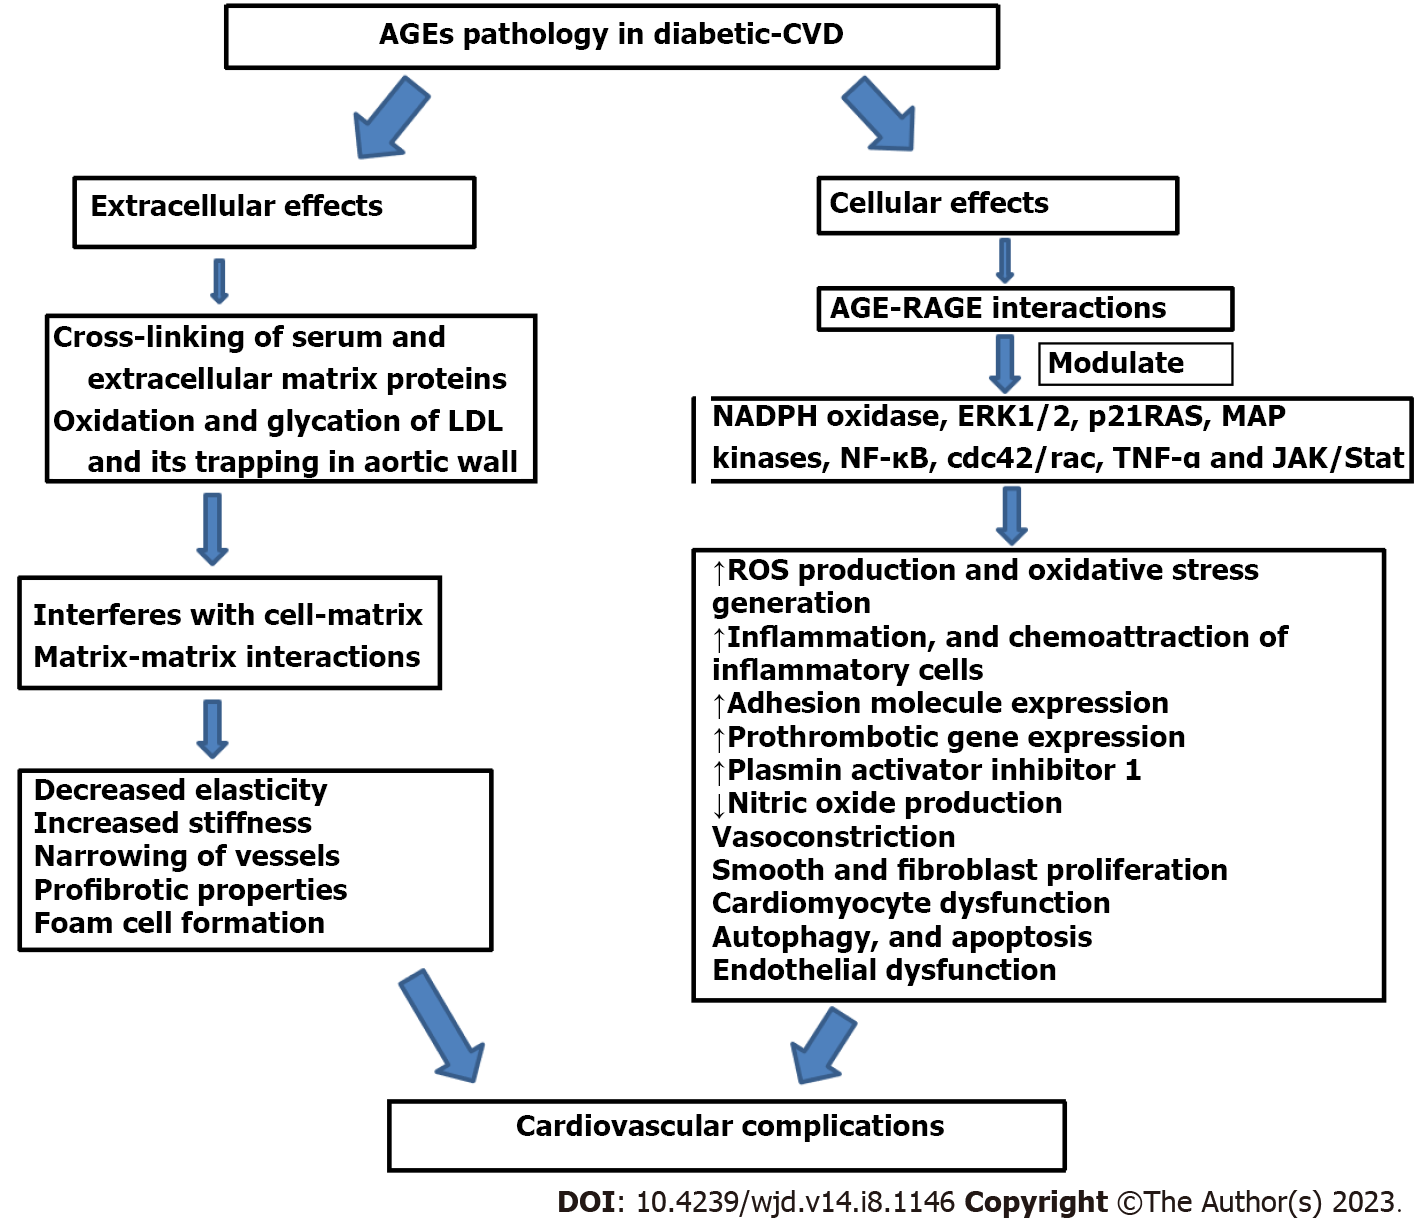 AGEs pathology in diabetic-CVD
Extracellular effects
Cross-linking of serum and
extracellular matrix proteins
Oxidation and glycation of LDL
and its trapping in aortic wall
Interferes with cell-matrix
Matrix-matrix interactions
Decreased elasticity
Increased stiffness
Narrowing of vessels
Profibrotic properties
Foam cell formation
Cellular effects
AGE-RAGE interactions
Modulate
NADPH oxidase, ERK1/2, p21RAS, MAP
kinases, NF-κB, cdc42/rac, TNF-α and JAK/Stat
↑ROS production and oxidative stress
generation
↑Inflammation, and chemoattraction of
inflammatory cells
↑Adhesion molecule expression
↑Prothrombotic gene expression
↑Plasmin activator inhibitor 1
↓Nitric oxide production
Vasoconstriction
Smooth and fibroblast proliferation
Cardiomyocyte dysfunction
Autophagy, and apoptosis
Endothelial dysfunction
Cardiovascular complications
DOI: 10.4239/wjd.v14.i8.1146 Copyright ©The Author(s) 2023.